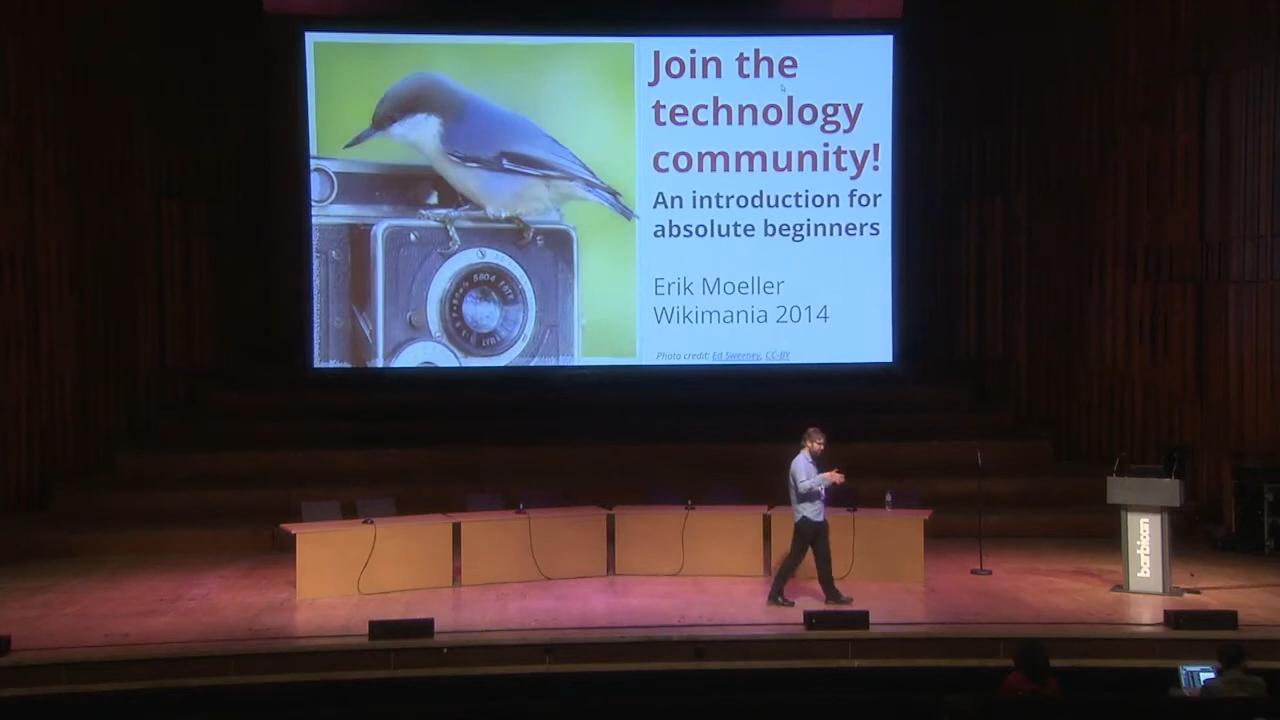 Join the
technology
community!
An introduction for
absolute beginners
Erik Moeller
Wikimania 2014
Photo credit: Ed Sweeney, CC-BY
barbican